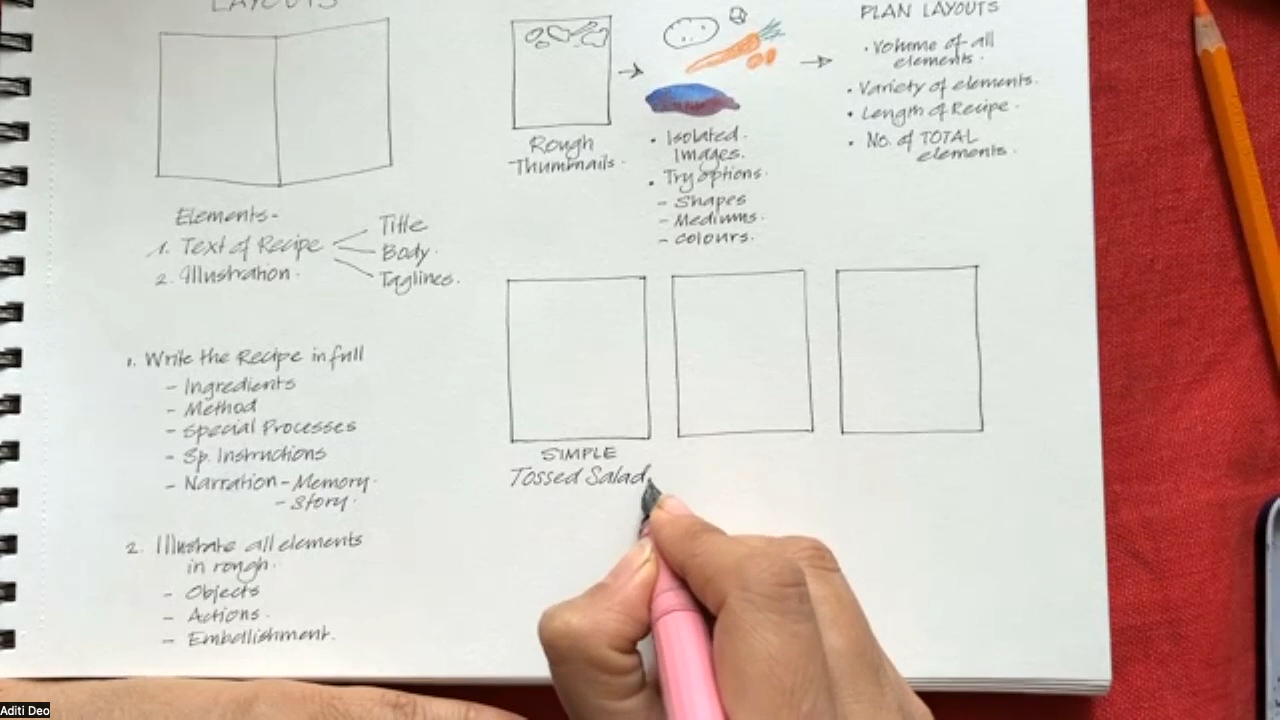 LAYOUTS
Elements-
1. Text of Recipe
2. Illustration.
Title
Body.
Taglines.
1. Write the Recipe in full
- Ingredients
- Method
- Special Processes
- Sp. Instructions
- Narration - Memory.
- Story.
2. Illustrate all elements
in rough.
- Objects
- Actions.
- Embellishment.
Rough
Thumnails.
• Isolated.
Images.
• Try options.
- Shapes
- Mediums.
- colours.
PLAN LAYOUTS
• Volume of all
elements.
• Variety of elements.
• Length of Recipe.
• No. of TOTAL
elements.
SIMPLE
Tossed Salad
Aditi Deo